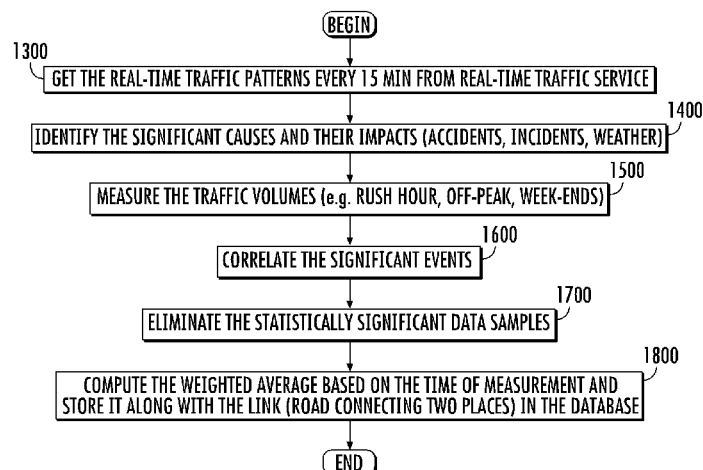 BEGIN
1300
GET THE REAL-TIME TRAFFIC PATTERNS EVERY 15 MIN FROM REAL-TIME TRAFFIC SERVICE
1400
IDENTIFY THE SIGNIFICANT CAUSES AND THEIR IMPACTS (ACCIDENTS, INCIDENTS, WEATHER)
1500
MEASURE THE TRAFFIC VOLUMES (e.g. RUSH HOUR, OFF-PEAK, WEEK-ENDS)
1600
CORRELATE THE SIGNIFICANT EVENTS
1700
ELIMINATE THE STATISTICALLY SIGNIFICANT DATA SAMPLES
1800
COMPUTE THE WEIGHTED AVERAGE BASED ON THE TIME OF MEASUREMENT AND
STORE IT ALONG WITH THE LINK (ROAD CONNECTING TWO PLACES) IN THE DATABASE
END